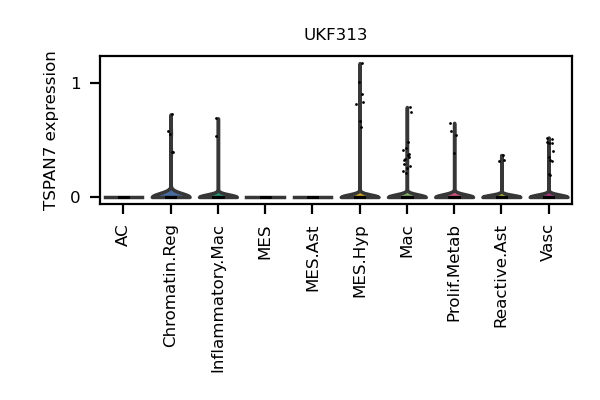 UKF313
TSPAN7 expression
1
0
AC
Chromatin.Reg
Inflammatory.Mac
MES
MES.Ast
MES.Hyp
Mac
Prolif.Metab
Reactive.Ast
Vasc